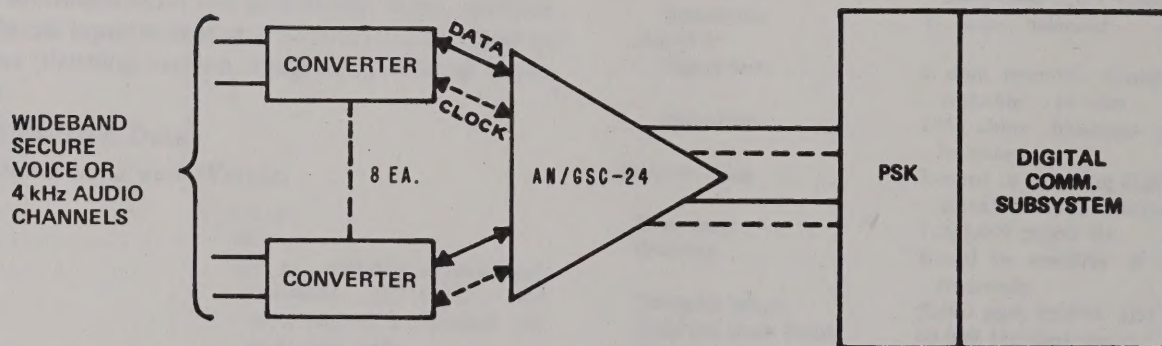 WIDEBAND
SECURE
VOICE OR
4 kHz AUDIO
CHANNELS
CONVERTER
DATA
CLOCK
8 EA.
CONVERTER
AN/GSC-24
PSK
DIGITAL
COMM.
SUBSYSTEM